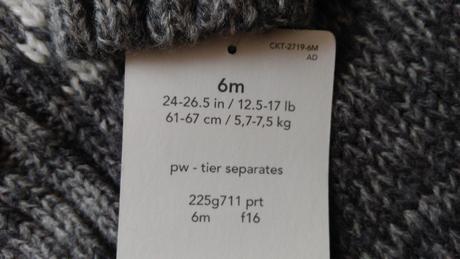 CKT-2719-6M
AD
6m
24-26.5 in / 12.5-17 lb
61-67 cm / 5,7-7,5 kg
pw - tier separates
225g711 prt
6m f16